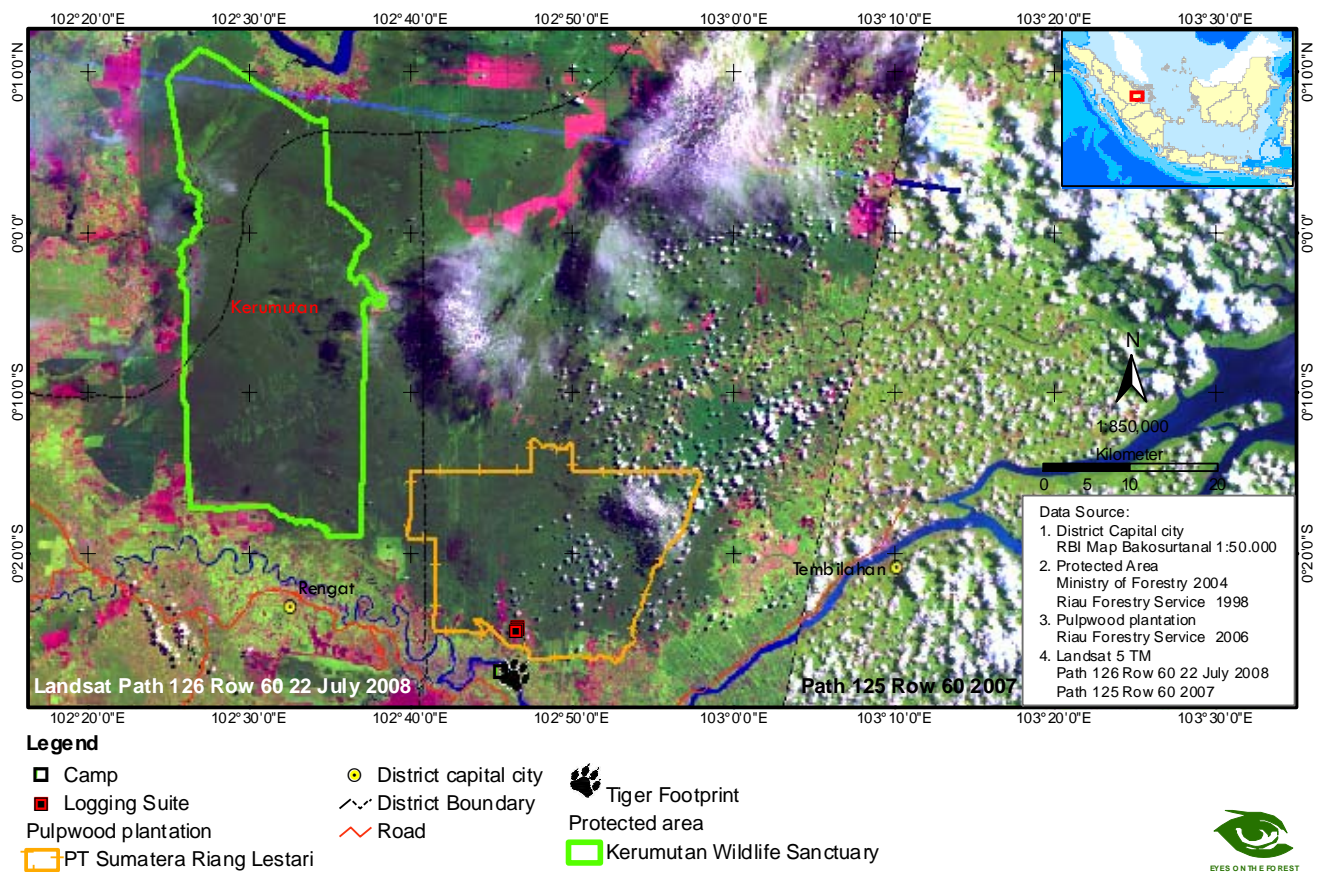 102°20'0"E 102°30'0"E 102°40'0"E 102°50'0"E 103°0'0"E 103°10'0"E 103°20'0"E 103°30'0"E
0°10'0"N 0°10'0"N
0°0'0" 0°0'0"
Kerumutan
N
0°10'0"S 0°10'0"S
1:850,000
Kilometer
0 5 10 20
Data Source:
1. District Capital city
RBI Map Bakosurtanal 1:50.000
2. Protected Area
Ministry of Forestry 2004
Riau Forestry Service 1998
3. Pulpwood plantation
Riau Forestry Service 2006
4. Landsat 5 TM
Path 126 Row 60 22 July 2008
Path 125 Row 60 2007
0°20'0"S 0°20'0"S
Tembilahan
Rengat
Landsat Path 126 Row 60 22 July 2008
Path 125 Row 60 2007
102°20'0"E 102°30'0"E 102°40'0"E 102°50'0"E 103°0'0"E 103°10'0"E 103°20'0"E 103°30'0"E
Legend
Camp
Logging Suite
Pulpwood plantation
PT Sumatera Riang Lestari
District capital city
District Boundary
Road
Tiger Footprint
Protected area
Kerumutan Wildlife Sanctuary
EYES ON THE FOREST